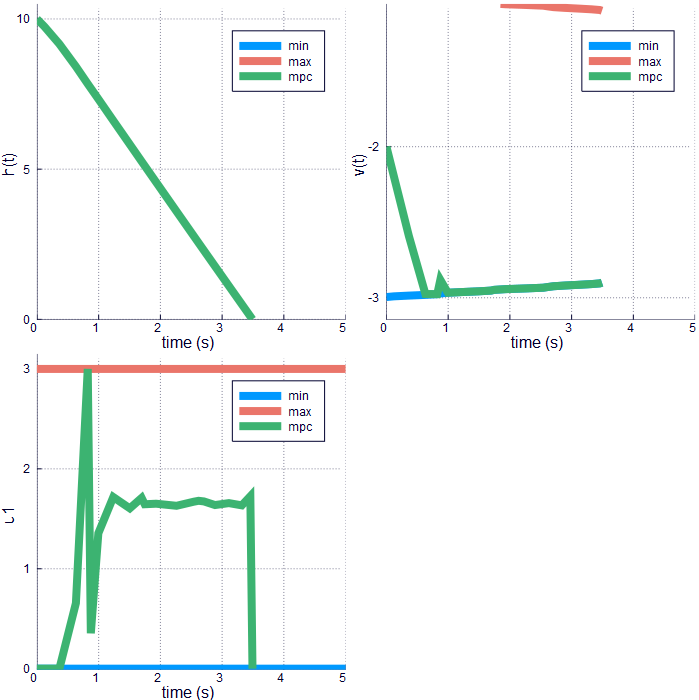 10
5
0
h(t)
0 1 2 3 4 5
time (s)
min
max
mpc
-2
-3
v(t)
0 1 2 3 4 5
time (s)
min
max
mpc
3
2
1
0
0 1 2 3 4 5
time (s)
min
max
mpc